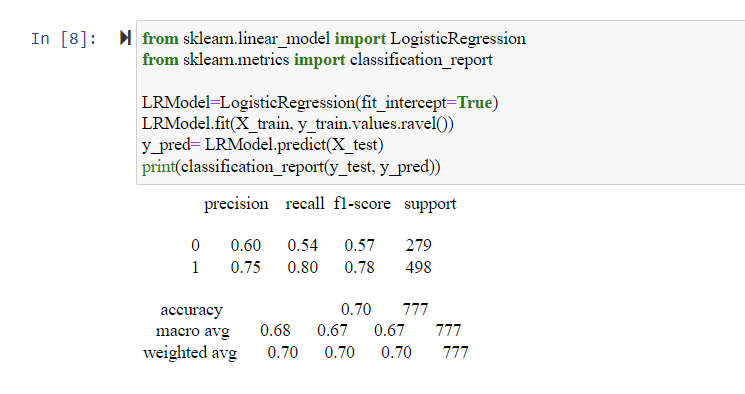 In [8]: from sklearn.linear_model import LogisticRegression
from sklearn.metrics import classification_report
LRModel=LogisticRegression(fit_intercept=True)
LRModel.fit(X_train, y_train.values.ravel())
y_pred= LRModel.predict(X_test)
print(classification_report(y_test, y_pred))
precision recall f1-score support
0 0.60 0.54 0.57 279
1 0.75 0.80 0.78 498
accuracy 0.70 777
macro avg 0.68 0.67 0.67 777
weighted avg 0.70 0.70 0.70 777